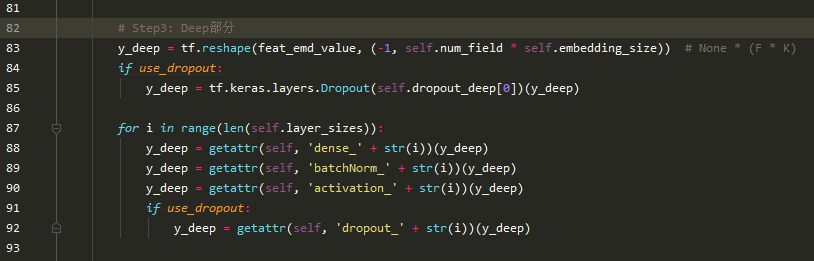 81
82 # Step3: Deep部分
83 y_deep = tf.reshape(feat_emd_value, (-1, self.num_field * self.embedding_size))  # None * (F * K)
84 if use_dropout:
85     y_deep = tf.keras.layers.Dropout(self.dropout_deep[0])(y_deep)
86
87 for i in range(len(self.layer_sizes)):
88     y_deep = getattr(self, 'dense_' + str(i))(y_deep)
89     y_deep = getattr(self, 'batchNorm_' + str(i))(y_deep)
90     y_deep = getattr(self, 'activation_' + str(i))(y_deep)
91     if use_dropout:
92         y_deep = getattr(self, 'dropout_' + str(i))(y_deep)
93